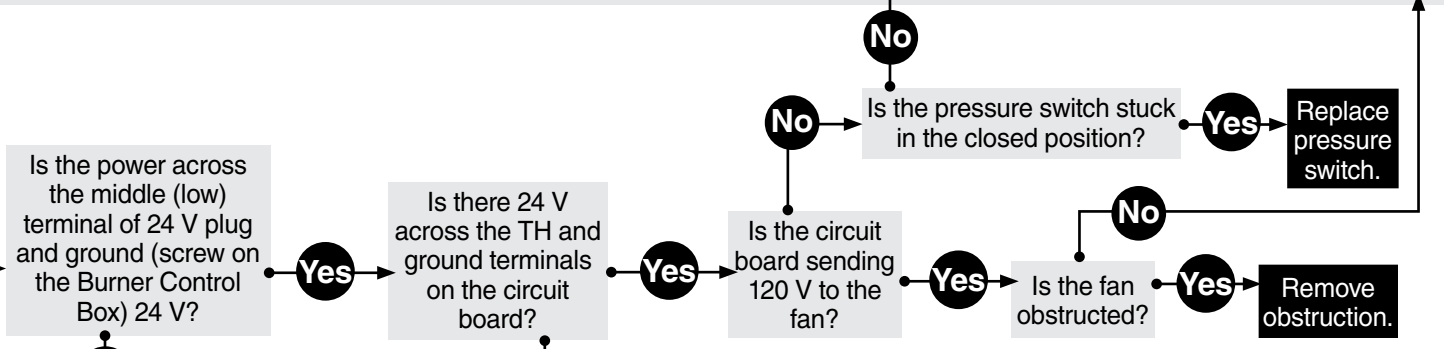 No
Is the pressure switch stuck
in the closed position?
No
Yes
Replace
pressure
switch.
Is the power across
the middle (low)
terminal of 24 V plug
and ground (screw on
the Burner Control
Box) 24 V?
Yes
Is there 24 V
across the TH and
ground terminals
on the circuit
board?
Yes
Is the circuit
board sending
120 V to the
fan?
Yes
No
Is the fan
obstructed?
Yes
Remove
obstruction.